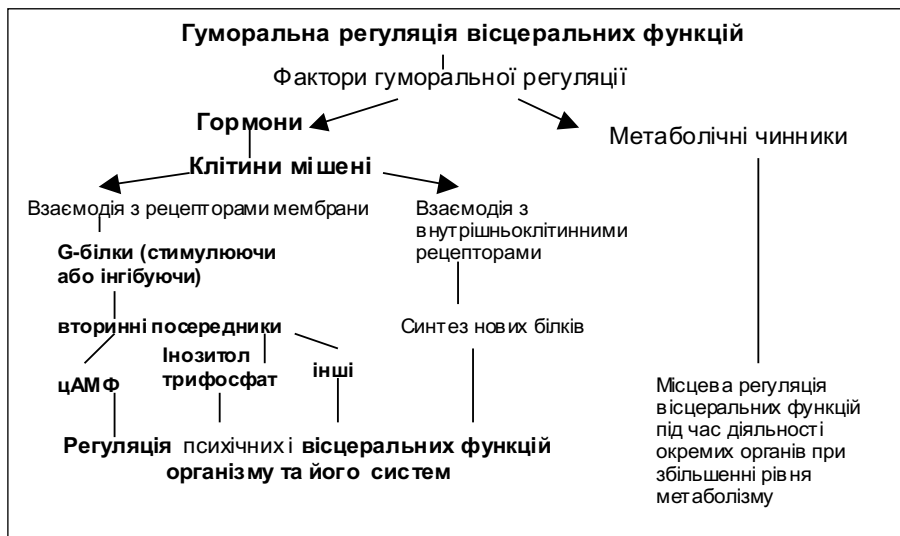 Гуморальна регуляція вісцеральних функцій
Фактори гуморальної регуляції
Гормони
Метаболічні чинники
Клітини мішені
Взаємодія з рецепторами мембрани
Взаємодія з
внутрішньоклітинними
рецепторами
G-білки (стимулюючи
або інгібуючи)
вторинні посередники
Синтез нових білків
цАМФ
Інозитол
трифосфат
інші
Місцева регуляція
вісцеральних функцій
під час діяльності
окремих органів при
збільшенні рівня
метаболізму
Регуляція психічних і вісцеральних функцій
організму та його систем